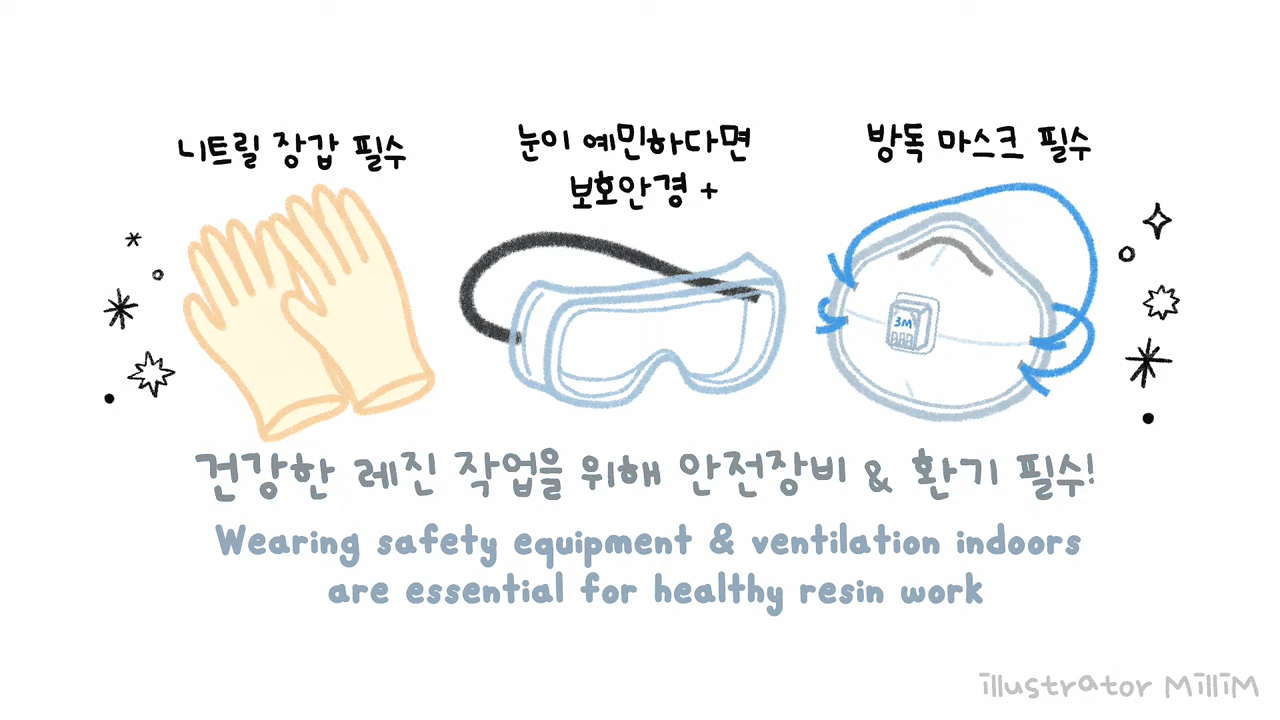 니트릴 장갑 필수
눈이 예민하다면
보호안경 +
방독 마스크 필수
3M
건강한 레진 작업을 위해 안전장비 & 환기 필수!
Wearing safety equipment & ventilation indoors
are essential for healthy resin work
illustrator MilliM